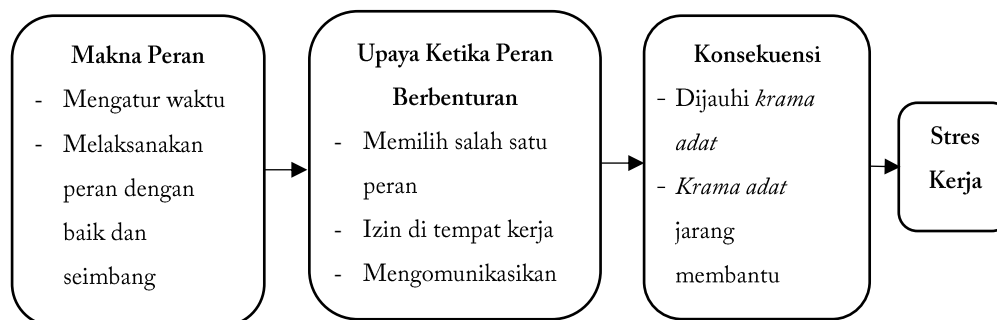 Makna Peran
- Mengatur waktu
- Melaksanakan
peran dengan
baik dan
seimbang
Upaya Ketika Peran
Berbenturan
- Memilih salah satu
peran
- Izin di tempat kerja
- Mengomunikasikan
Konsekuensi
- Dijauhi krama
adat
- Krama adat
jarang
membantu
Stres
Kerja